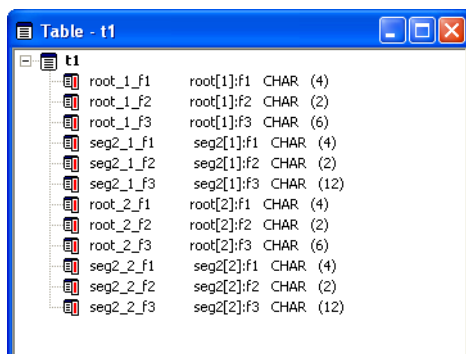 Table - t1
t1
root_1_f1 root[1]:f1 CHAR (4)
root_1_f2 root[1]:f2 CHAR (2)
root_1_f3 root[1]:f3 CHAR (6)
seg2_1_f1 seg2[1]:f1 CHAR (4)
seg2_1_f2 seg2[1]:f2 CHAR (2)
seg2_1_f3 seg2[1]:f3 CHAR (12)
root_2_f1 root[2]:f1 CHAR (4)
root_2_f2 root[2]:f2 CHAR (2)
root_2_f3 root[2]:f3 CHAR (6)
seg2_2_f1 seg2[2]:f1 CHAR (4)
seg2_2_f2 seg2[2]:f2 CHAR (2)
seg2_2_f3 seg2[2]:f3 CHAR (12)